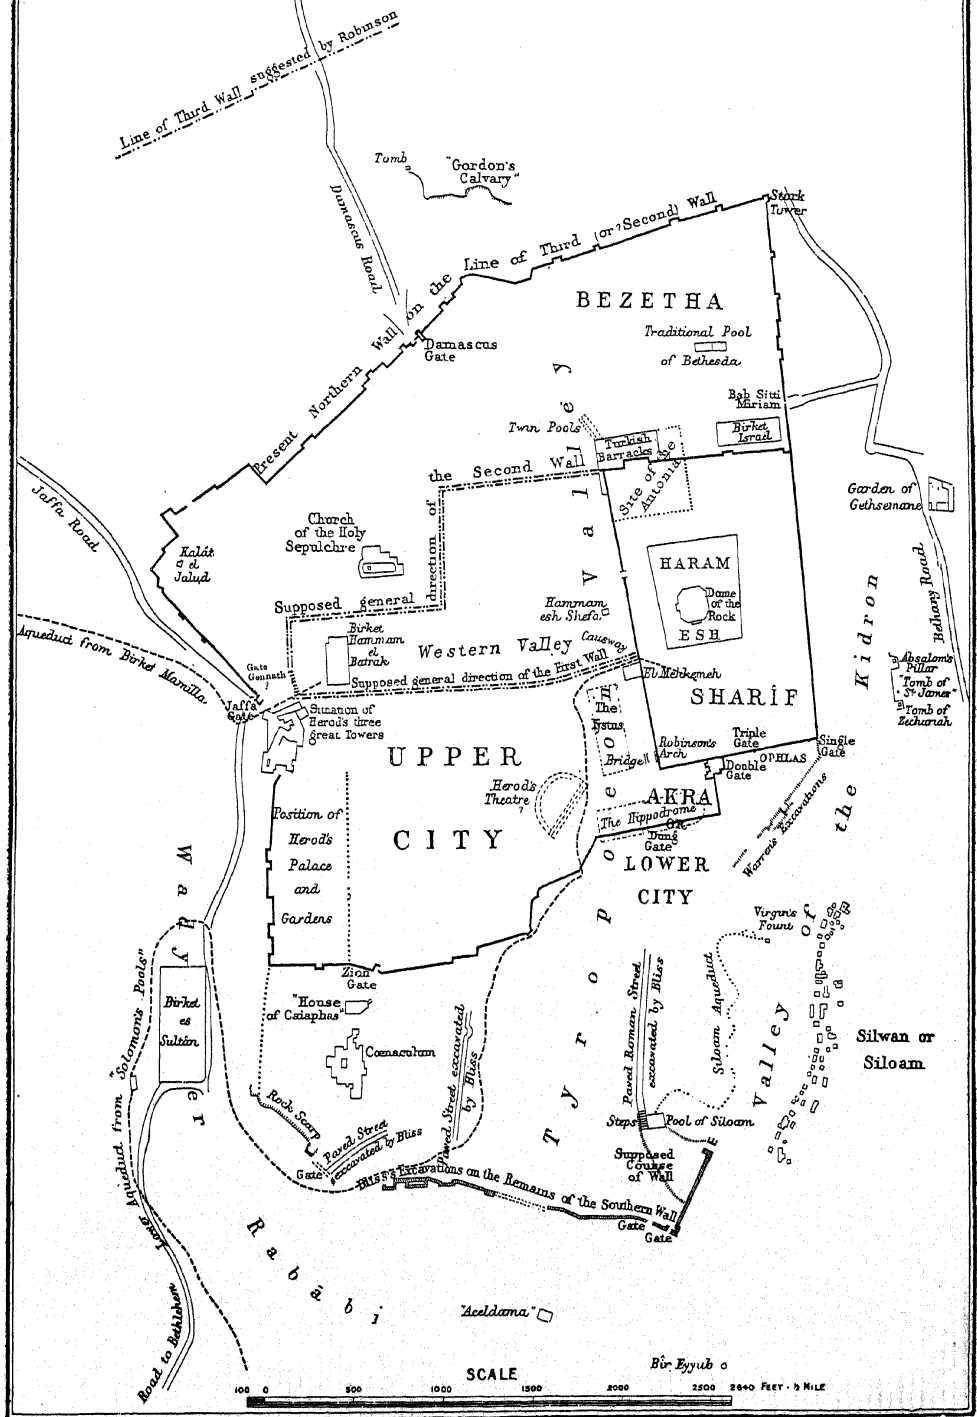 Line of Third Wall suggested by Robinson
Tomb
"Gordon's
Calvary"
Damascus Road
Stork
Tower
Present Northern Wall on the Line of Third (or? Second) Wall
BEZETHA
Traditional Pool
of Bethesda
Damascus
Gate
Bab Sitti
Miriam
Birket
Israil
Twin Pools
Turkish
Barracks
Site of the
Antonia
Supposed general direction of the Second Wall
Jaffa Road
Garden of
Gethsemane
Church
of the Holy
Sepulchre
Kalât
el
Jalud
HARAM
Dome
of the
Rock
ESH
SHARÎF
Hammam
esh Shefa
Bethany Road
Aqueduct from Birket Mamilla
Birket
Hammam
el
Batrak
Western Valley
Causway
Supposed general direction of the First Wall
El Mehkemeh
Gate
Gennath
?
Jaffa
Gate
Absalom's
Pillar
"Tomb of
St James"
Tomb of
Zechariah
Situation of
Herod's three
great Towers
The
Xystus
Robinson's
Arch
Bridge
Triple
Gate
Double
Gate
OPHLAS
Single
Gate
UPPER
CITY
Herod's
Theatre
?
AKRA
OR
The Hippodrome
Dung
Gate
LOWER
CITY
Warren's Excavations
Position of
Herod's
Palace
and
Gardens
Tyropoeon Valley
Valley of the Kidron
Wady er Rabâbi
Virgin's
Fount
Zion
Gate
"House
of Caiaphas"
Cœnaculum
Birket
es
Sultân
Lower Aqueduct from "Solomon's Pools"
Paved Street excavated
by Bliss
Paved Roman Street
excavated by Bliss
Siloam Aqueduct
Silwan or
Siloam
Rock Scarp
Paved Street
excavated by Bliss
Gate
Steps
Pool of Siloam
Supposed
Course
of Wall
Bliss's Excavations on the Remains of the Southern Wall
Gate
Gate
"Aceldama"
Road to Bethlehem
Bîr Eyyub
SCALE
100 0 500 1000 1500 2000 2500 2640 FEET · ½ MILE